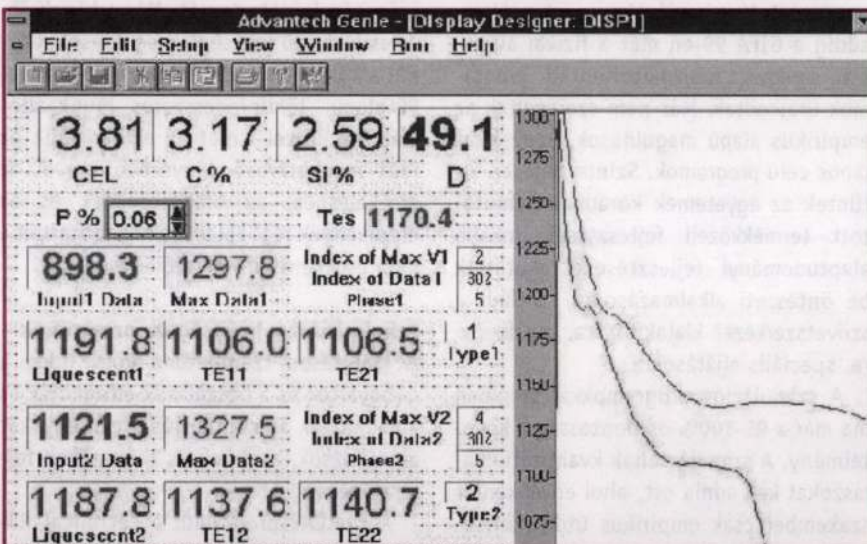 Advantech Genie - [Display Designer: DISP1]
File Edit Setup View Window Run Help
3.81 3.17 2.59 49.1
CEL C% Si% D
P % 0.06 Tes 1170.4
898.3 1297.8 Index of Max V1 2
Index of Data1 302
Input1 Data Max Data1 Phase1 5
1191.8 1106.0 1106.5 1
Type1
Liquescent1 TE11 TE21
1121.5 1327.5 Index of Max V2 4
Index of Data2 302
Input2 Data Max Data2 Phase2 5
1187.8 1137.6 1140.7 2
Type2
Liquescent2 TE12 TE22
1300
1275
1250
1225
1200
1175
1150
1125
1100
1075